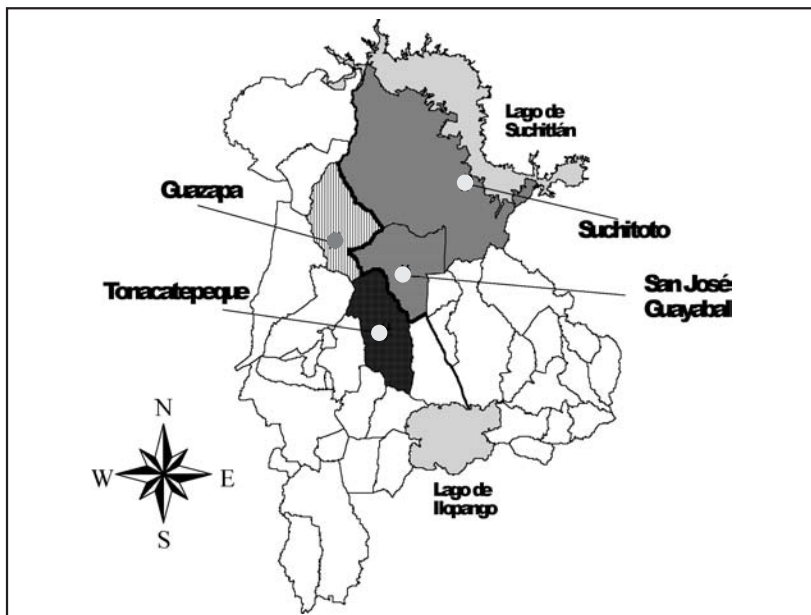 Lago de
Suchitlán
Guazapa
Suchitoto
Tonacatepeque
San José
Guayaball
N
W
E
S
Lago de
Ilopango